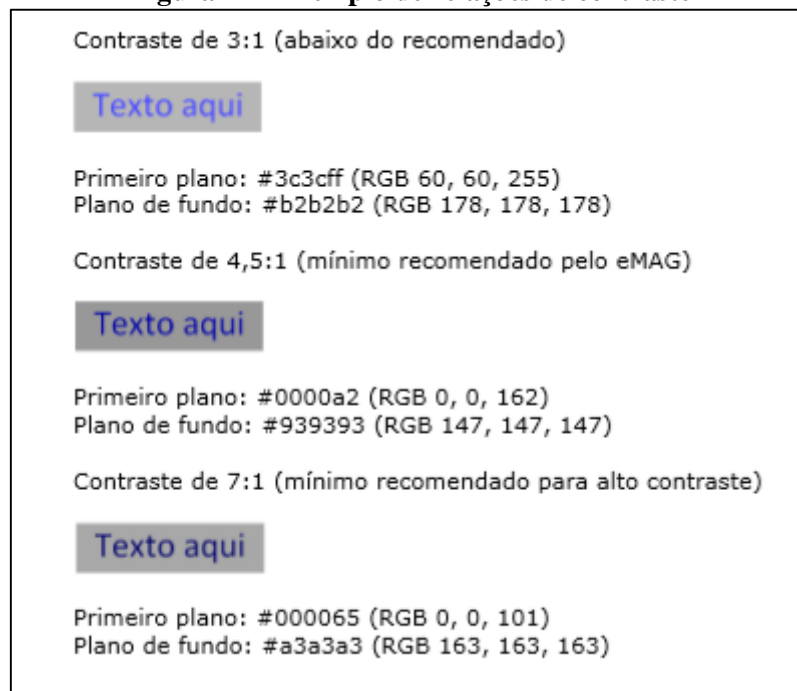 Contraste de 3:1 (abaixo do recomendado)
Texto aqui
Primeiro plano: #3c3cff (RGB 60, 60, 255)
Plano de fundo: #b2b2b2 (RGB 178, 178, 178)
Contraste de 4,5:1 (mínimo recomendado pelo eMAG)
Texto aqui
Primeiro plano: #0000a2 (RGB 0, 0, 162)
Plano de fundo: #939393 (RGB 147, 147, 147)
Contraste de 7:1 (mínimo recomendado para alto contraste)
Texto aqui
Primeiro plano: #000065 (RGB 0, 0, 101)
Plano de fundo: #a3a3a3 (RGB 163, 163, 163)